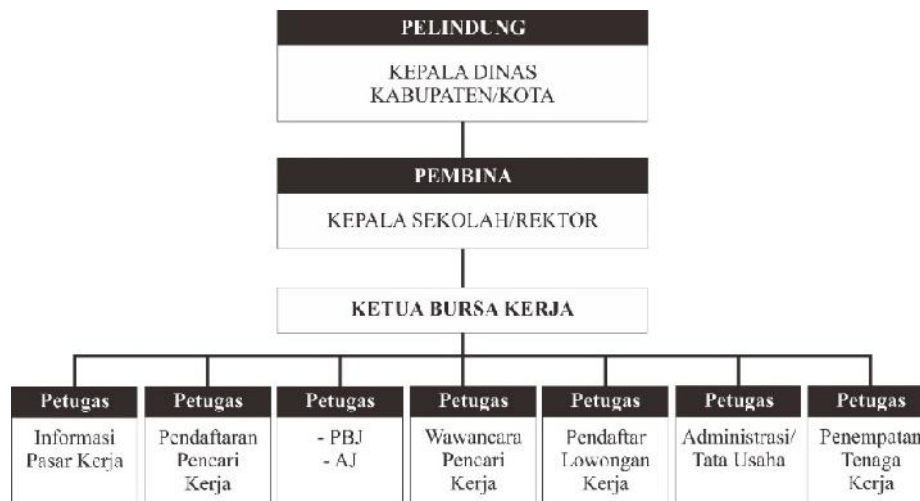 PELINDUNG
KEPALA DINAS
KABUPATEN/KOTA
PEMBINA
KEPALA SEKOLAH/REKTOR
KETUA BURSA KERJA
Petugas
Informasi
Pasar Kerja
Petugas
Pendaftaran
Pencari
Kerja
Petugas
- PBJ
- AJ
Petugas
Wawancara
Pencari
Kerja
Petugas
Pendaftar
Lowongan
Kerja
Petugas
Administrasi/
Tata Usaha
Petugas
Penempatan
Tenaga
Kerja